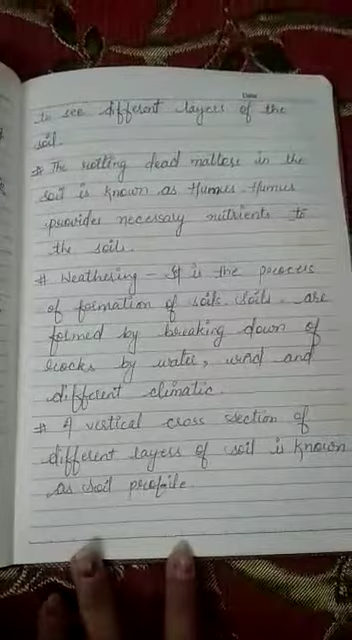 Date
to see different layers of the
soil.
# The rotting dead matters in the
soil is known as Humus. Humus
provides necessary nutrients to
the soil.
# Weathering - It is the process
of formation of soils. Soils are
formed by breaking down of
rocks by water, wind and
different climatic.
# A vertical cross section of
different layers of soil is known
as soil profile.